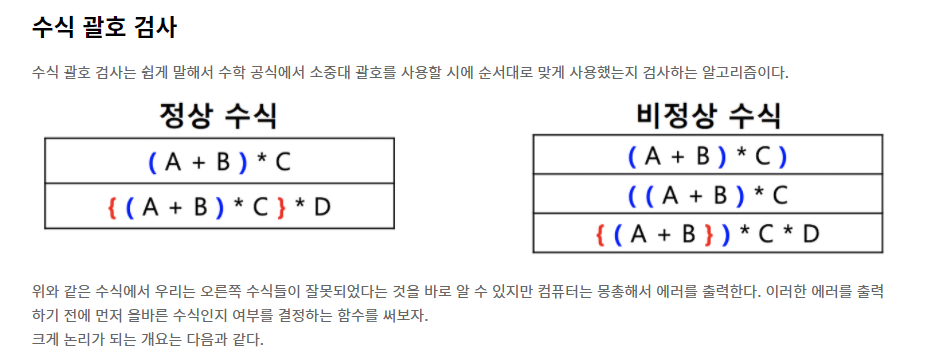 수식 괄호 검사
수식 괄호 검사는 쉽게 말해서 수학 공식에서 소중대 괄호를 사용할 시에 순서대로 맞게 사용했는지 검사하는 알고리즘이다.
정상 수식
( A + B ) * C
{ ( A + B ) * C } * D
비정상 수식
( A + B ) * C )
( ( A + B ) * C
{ ( A + B } ) * C * D
위와 같은 수식에서 우리는 오른쪽 수식들이 잘못되었다는 것을 바로 알 수 있지만 컴퓨터는 몽총해서 에러를 출력한다. 이러한 에러를 출력
하기 전에 먼저 올바른 수식인지 여부를 결정하는 함수를 써보자.
크게 논리가 되는 개요는 다음과 같다.